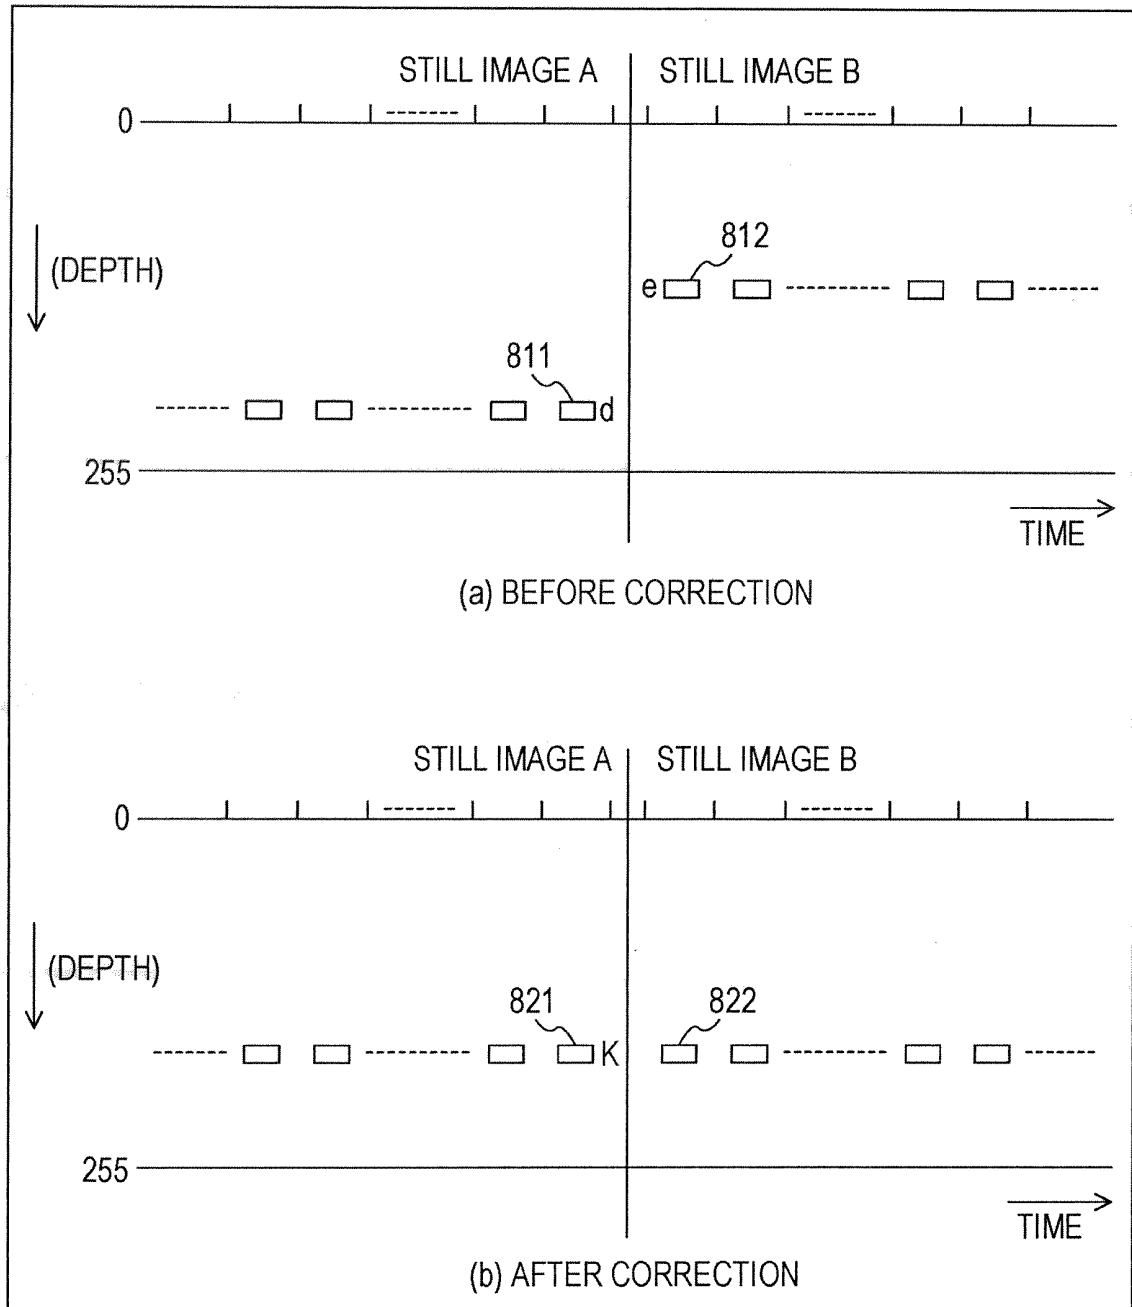 STILL IMAGE A STILL IMAGE B
0
(DEPTH)
812
e
811
d
255
TIME
(a) BEFORE CORRECTION
STILL IMAGE A STILL IMAGE B
0
(DEPTH)
821 822
K
255
TIME
(b) AFTER CORRECTION